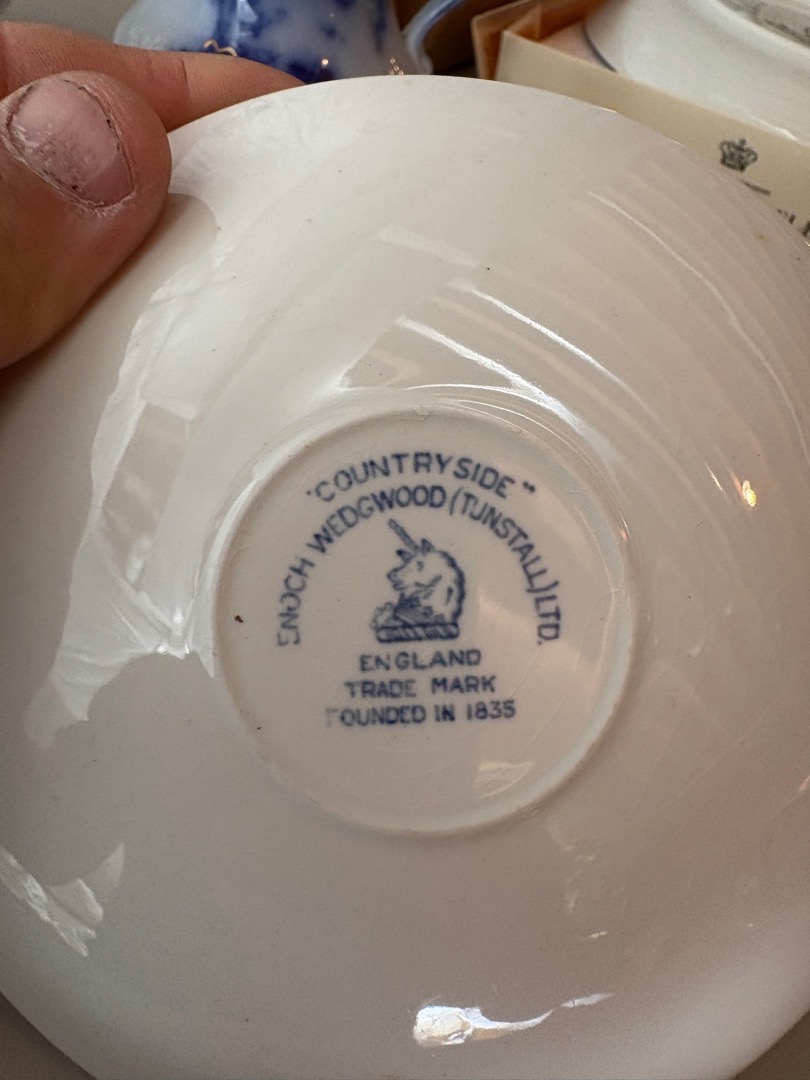 "COUNTRYSIDE"
ENOCH WEDGWOOD (TUNSTALL) LTD.
ENGLAND
TRADE MARK
FOUNDED IN 1835